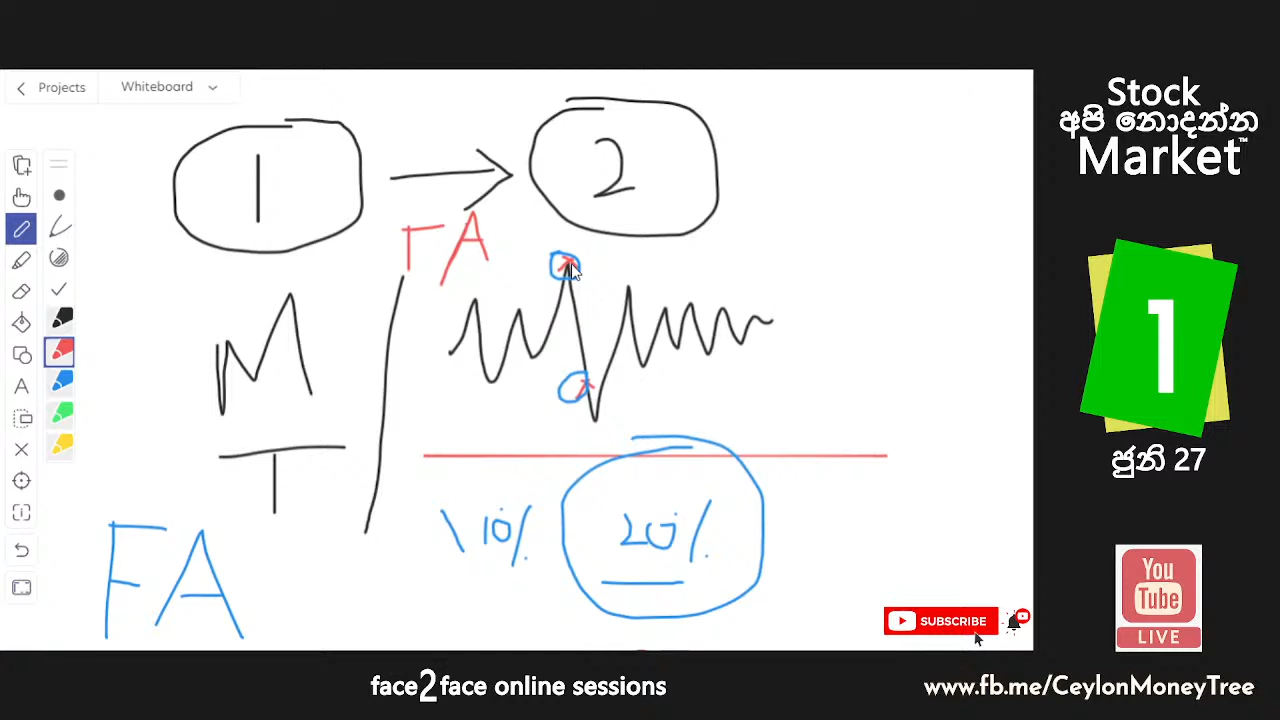 Projects
Whiteboard
1
2
FA
M
T
FA
\10%
20%
A
SUBSCRIBE
Stock
අපි නොදන්න
Market™
1
ජුනි 27
You
Tube
LIVE
face2face online sessions
www.fb.me/CeylonMoneyTree